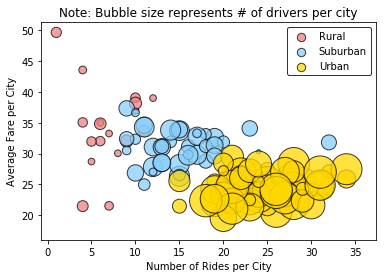 Note: Bubble size represents # of drivers per city
Rural
Suburban
Urban
Average Fare per City
50
45
40
35
30
25
20
0 5 10 15 20 25 30 35
Number of Rides per City